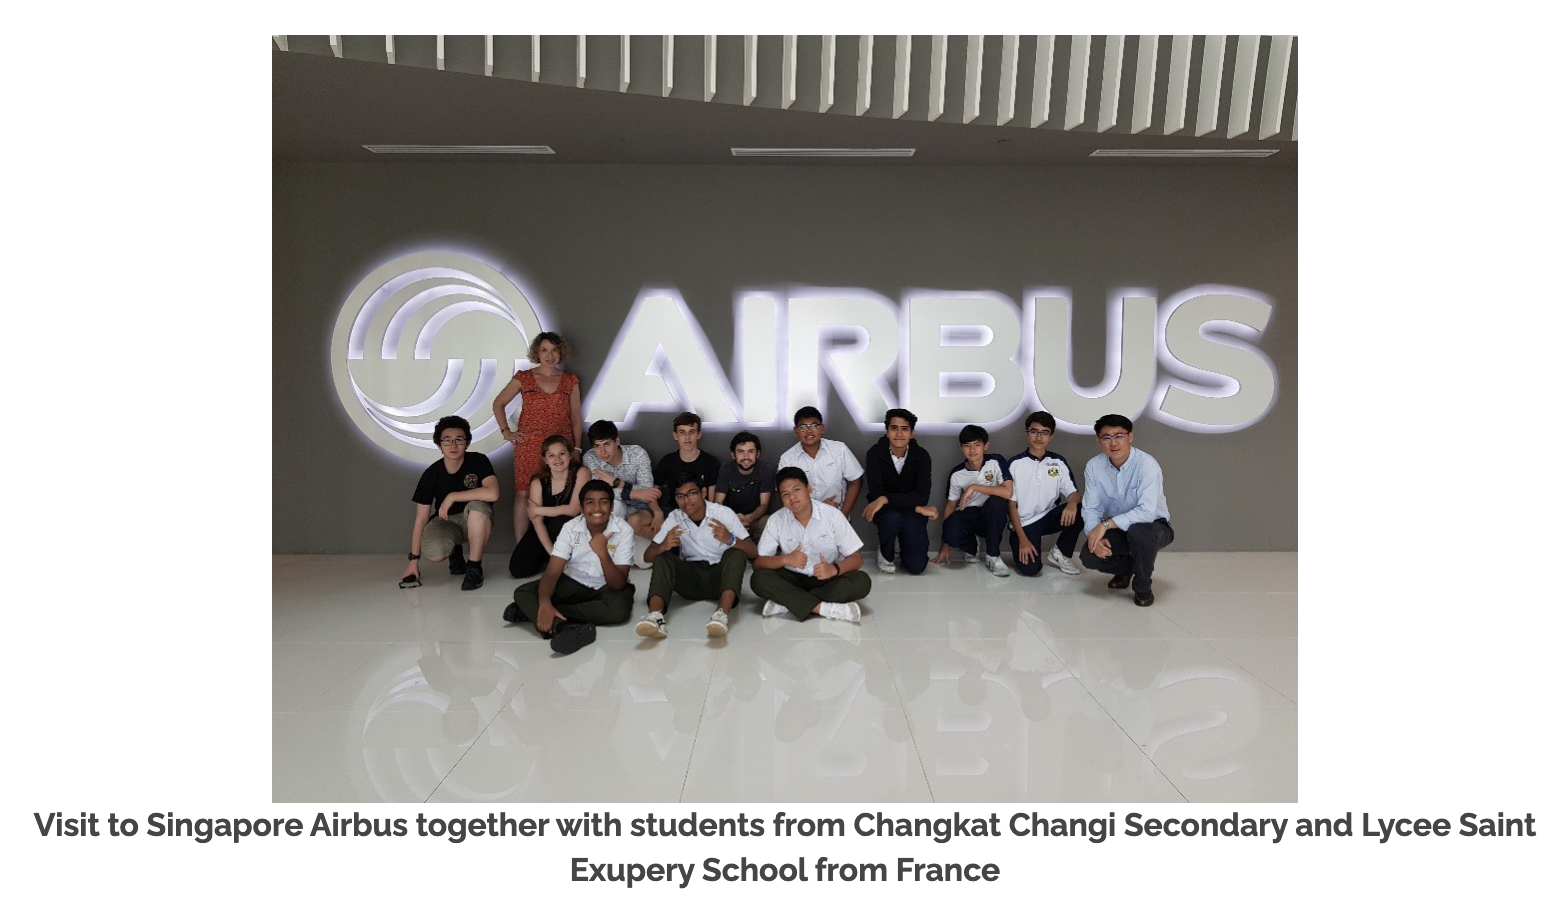 AIRBUS
Visit to Singapore Airbus together with students from Changkat Changi Secondary and Lycee Saint
Exupery School from France